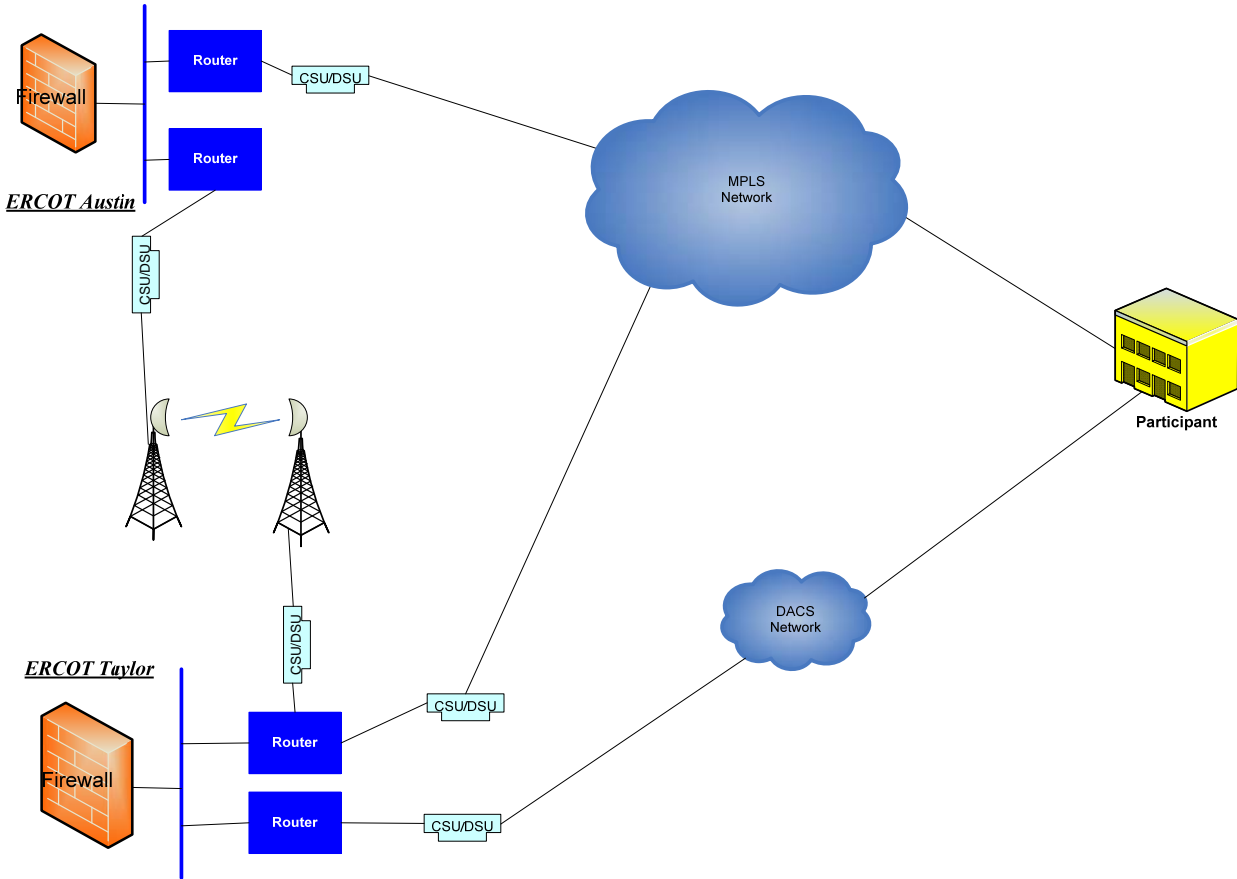 Router
CSU/DSU
Firewall
Router
ERCOT Austin
MPLS
Network
CSU/DSU
Participant
CSU/DSU
DACS
Network
ERCOT Taylor
CSU/DSU
Router
Firewall
Router
CSU/DSU